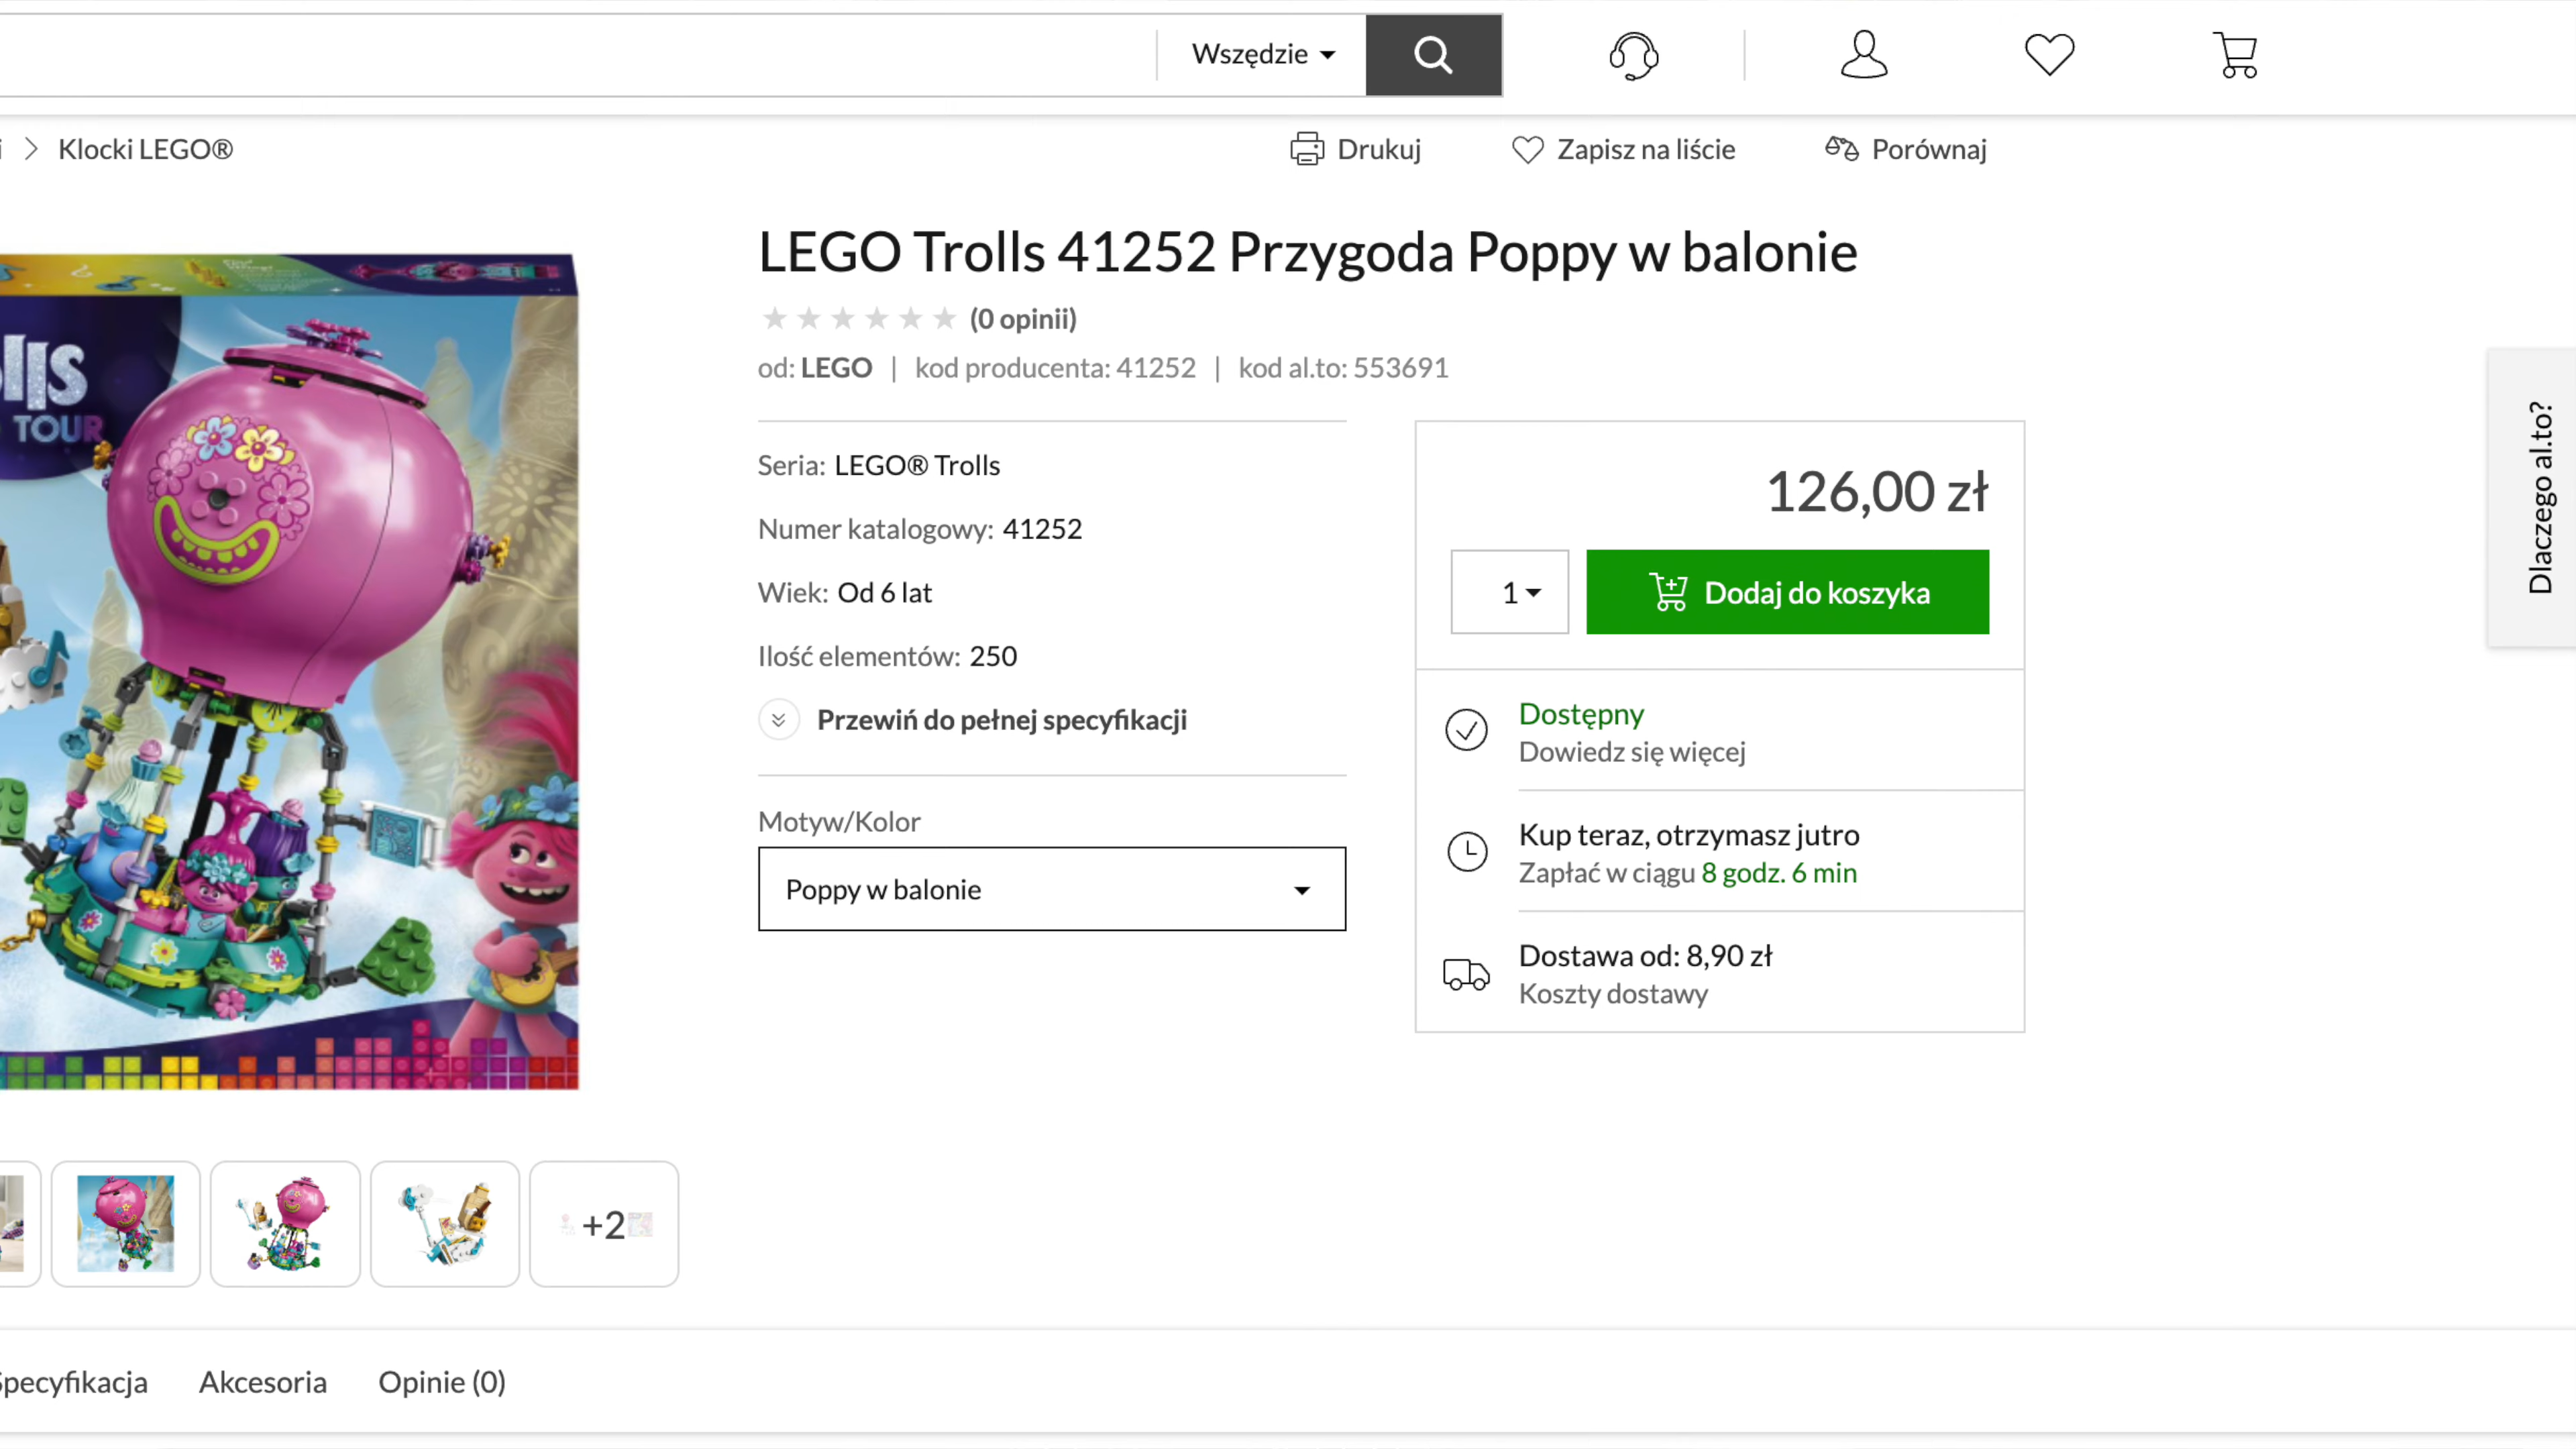 Wszędzie
Klocki LEGO®
Drukuj
Zapisz na liście
Porównaj
LEGO Trolls 41252 Przygoda Poppy w balonie
(0 opinii)
od: LEGO | kod producenta: 41252 | kod al.to: 553691
lls
TOUR
Seria: LEGO® Trolls
Numer katalogowy: 41252
Wiek: Od 6 lat
Ilość elementów: 250
Przewiń do pełnej specyfikacji
Motyw/Kolor
Poppy w balonie
126,00 zł
1
Dodaj do koszyka
Dostępny
Dowiedz się więcej
Kup teraz, otrzymasz jutro
Zapłać w ciągu 8 godz. 6 min
Dostawa od: 8,90 zł
Koszty dostawy
Dlaczego al.to?
+2
Specyfikacja
Akcesoria
Opinie (0)